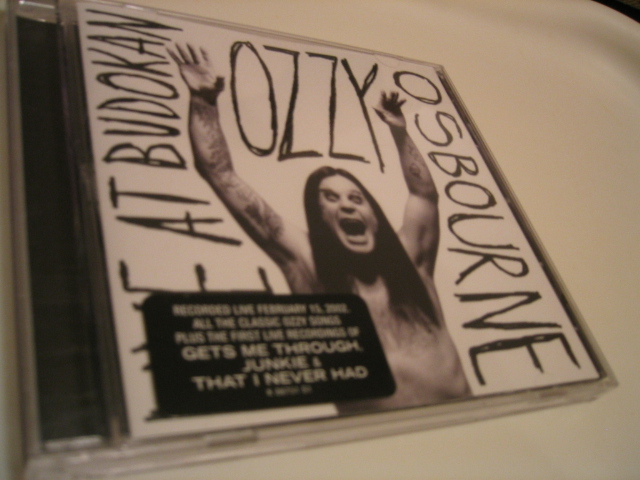 OZZY
OSBOURNE
AT BUDOKAN
RECORDED LIVE FEBRUARY 15, 2002.
ALL THE CLASSIC OZZY SONGS
PLUS THE FIRST LIVE RECORDINGS OF
GETS ME THROUGH,
JUNKIE &
THAT I NEVER HAD